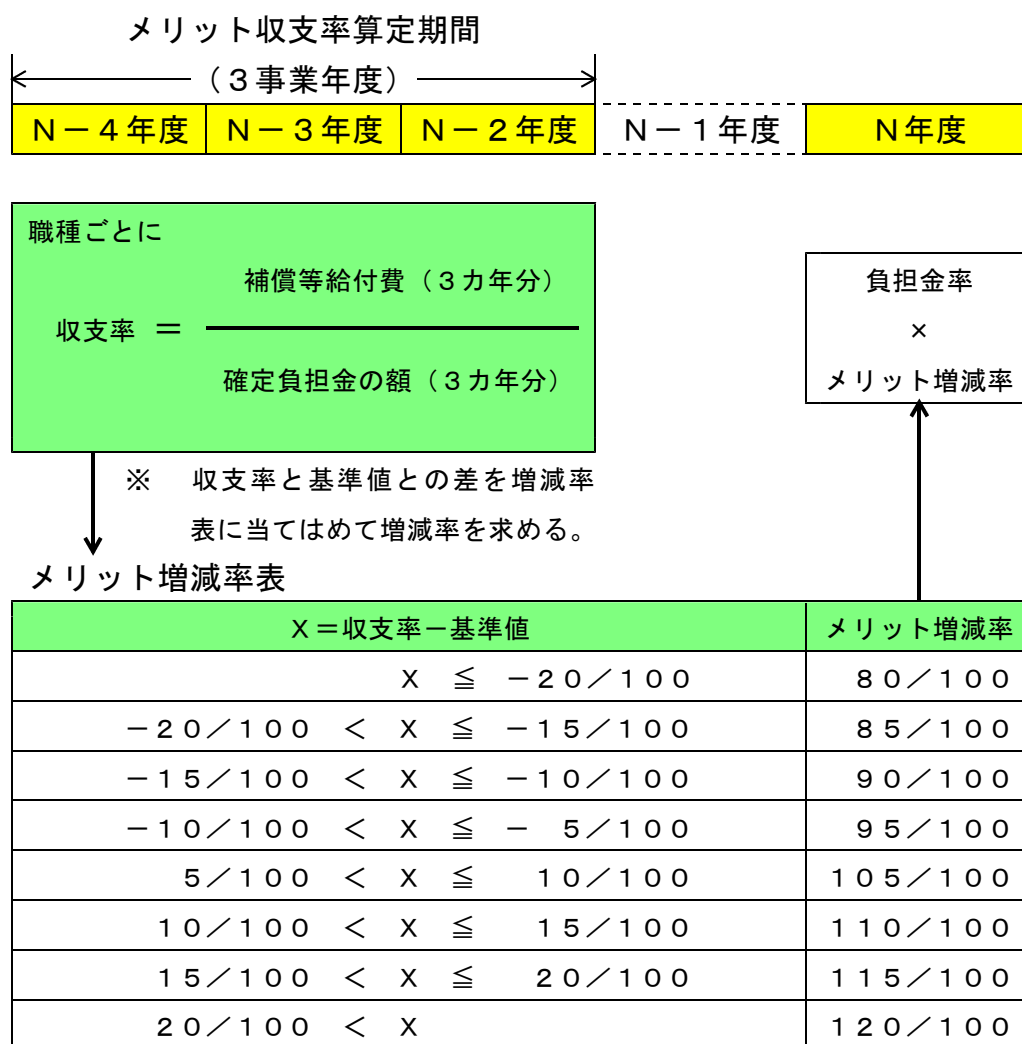 メリット収支率算定期間
(3事業年度)
N-4年度 N-3年度 N-2年度 N-1年度 N年度
職種ごとに
補償等給付費(3カ年分)
収支率 =
確定負担金の額(3カ年分)
負担金率
×
メリット増減率
※ 収支率と基準値との差を増減率
表に当てはめて増減率を求める。
メリット増減率表
X=収支率-基準値 メリット増減率
X ≦ -20/100 80/100
-20/100 < X ≦ -15/100 85/100
-15/100 < X ≦ -10/100 90/100
-10/100 < X ≦ - 5/100 95/100
5/100 < X ≦ 10/100 105/100
10/100 < X ≦ 15/100 110/100
15/100 < X ≦ 20/100 115/100
20/100 < X 120/100